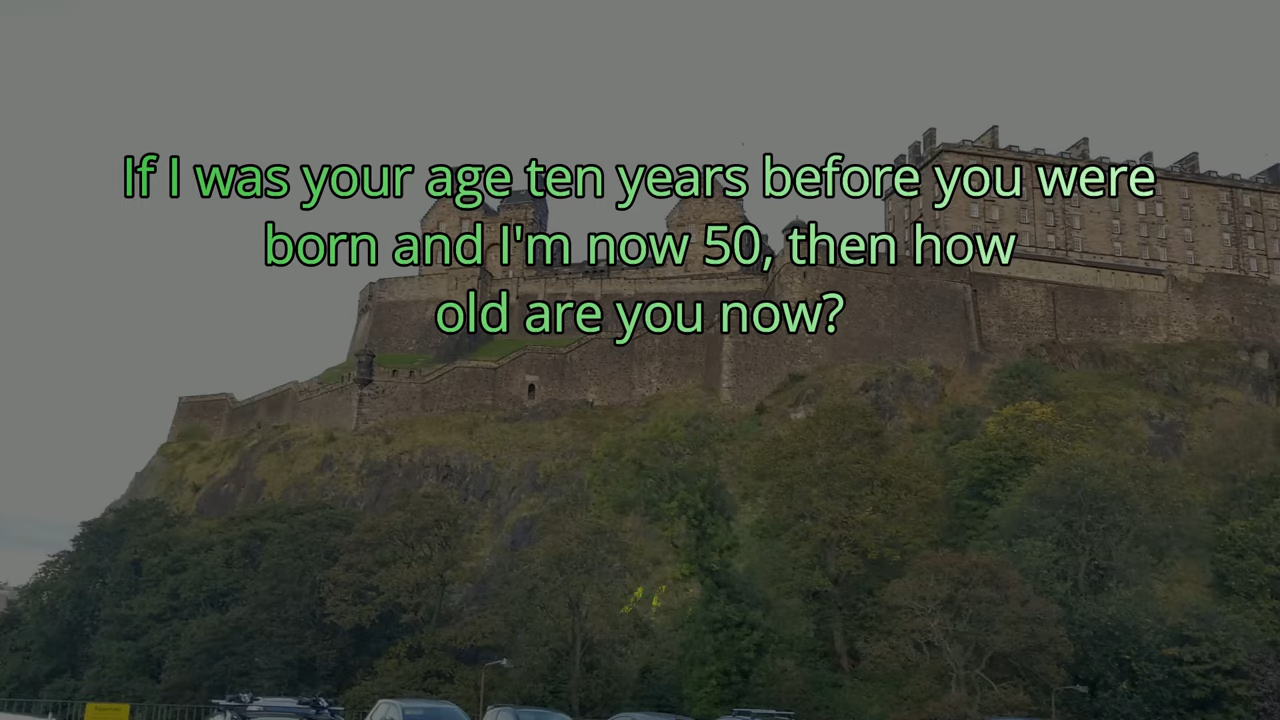 If I was your age ten years before you were
born and I'm now 50, then how
old are you now?